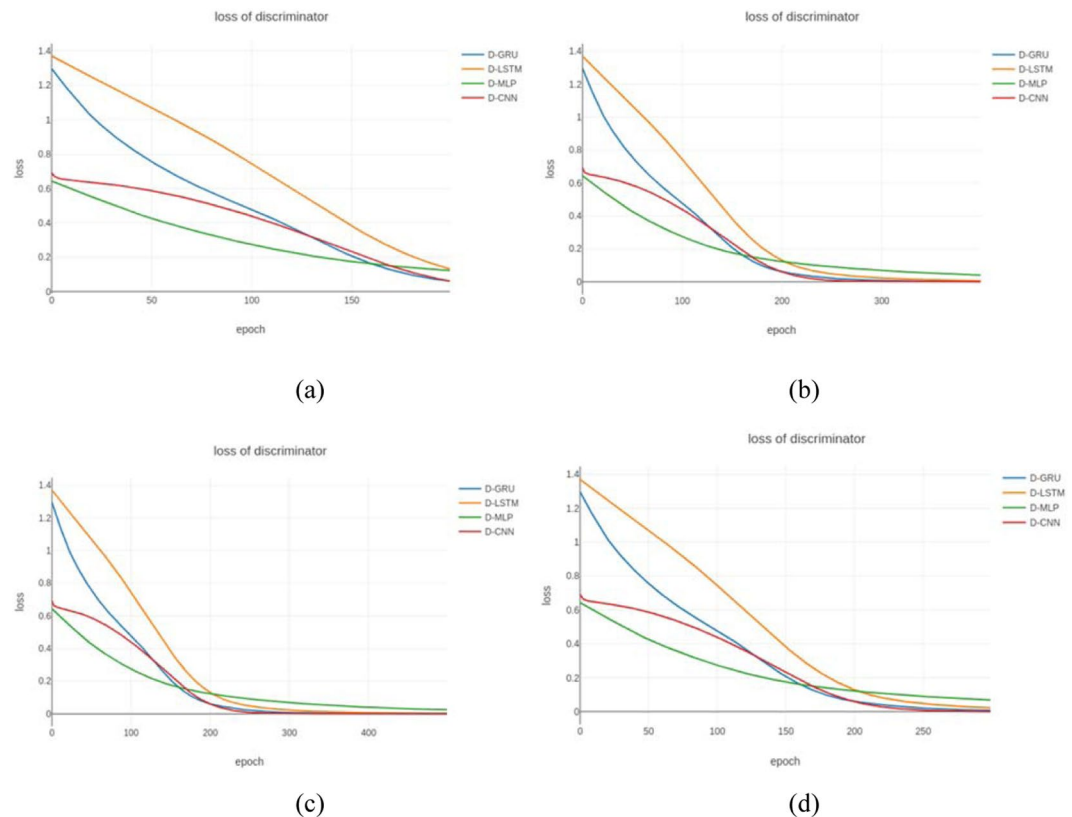 loss of discriminator
1.4
1.2
1
0.8
0.6
0.4
0.2
0
loss
0
50
100
150
epoch
D-GRU
D-LSTM
D-MLP
D-CNN
(a)
loss of discriminator
1.4
1.2
1
0.8
0.6
0.4
0.2
0
loss
0
100
200
300
epoch
D-GRU
D-LSTM
D-MLP
D-CNN
(b)
loss of discriminator
1.4
1.2
1
0.8
0.6
0.4
0.2
0
loss
0
100
200
300
400
epoch
D-GRU
D-LSTM
D-MLP
D-CNN
(c)
loss of discriminator
1.4
1.2
1
0.8
0.6
0.4
0.2
0
loss
0
50
100
150
200
250
epoch
D-GRU
D-LSTM
D-MLP
D-CNN
(d)